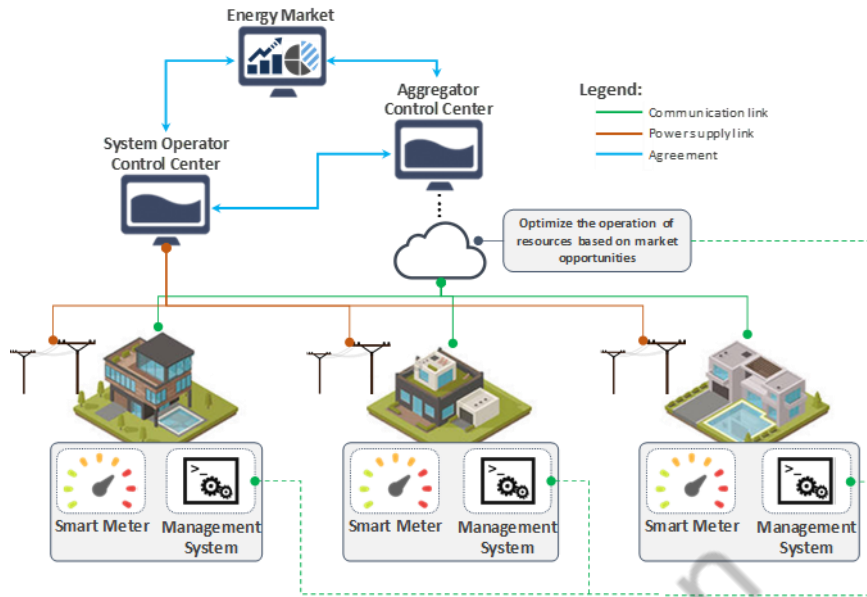 Energy Market
Aggregator
Control Center
Legend:
Communication link
Power supply link
Agreement
System Operator
Control Center
Optimize the operation of
resources based on market
opportunities
>_
Smart Meter
Management
System
>_
Smart Meter
Management
System
>_
Smart Meter
Management
System
n